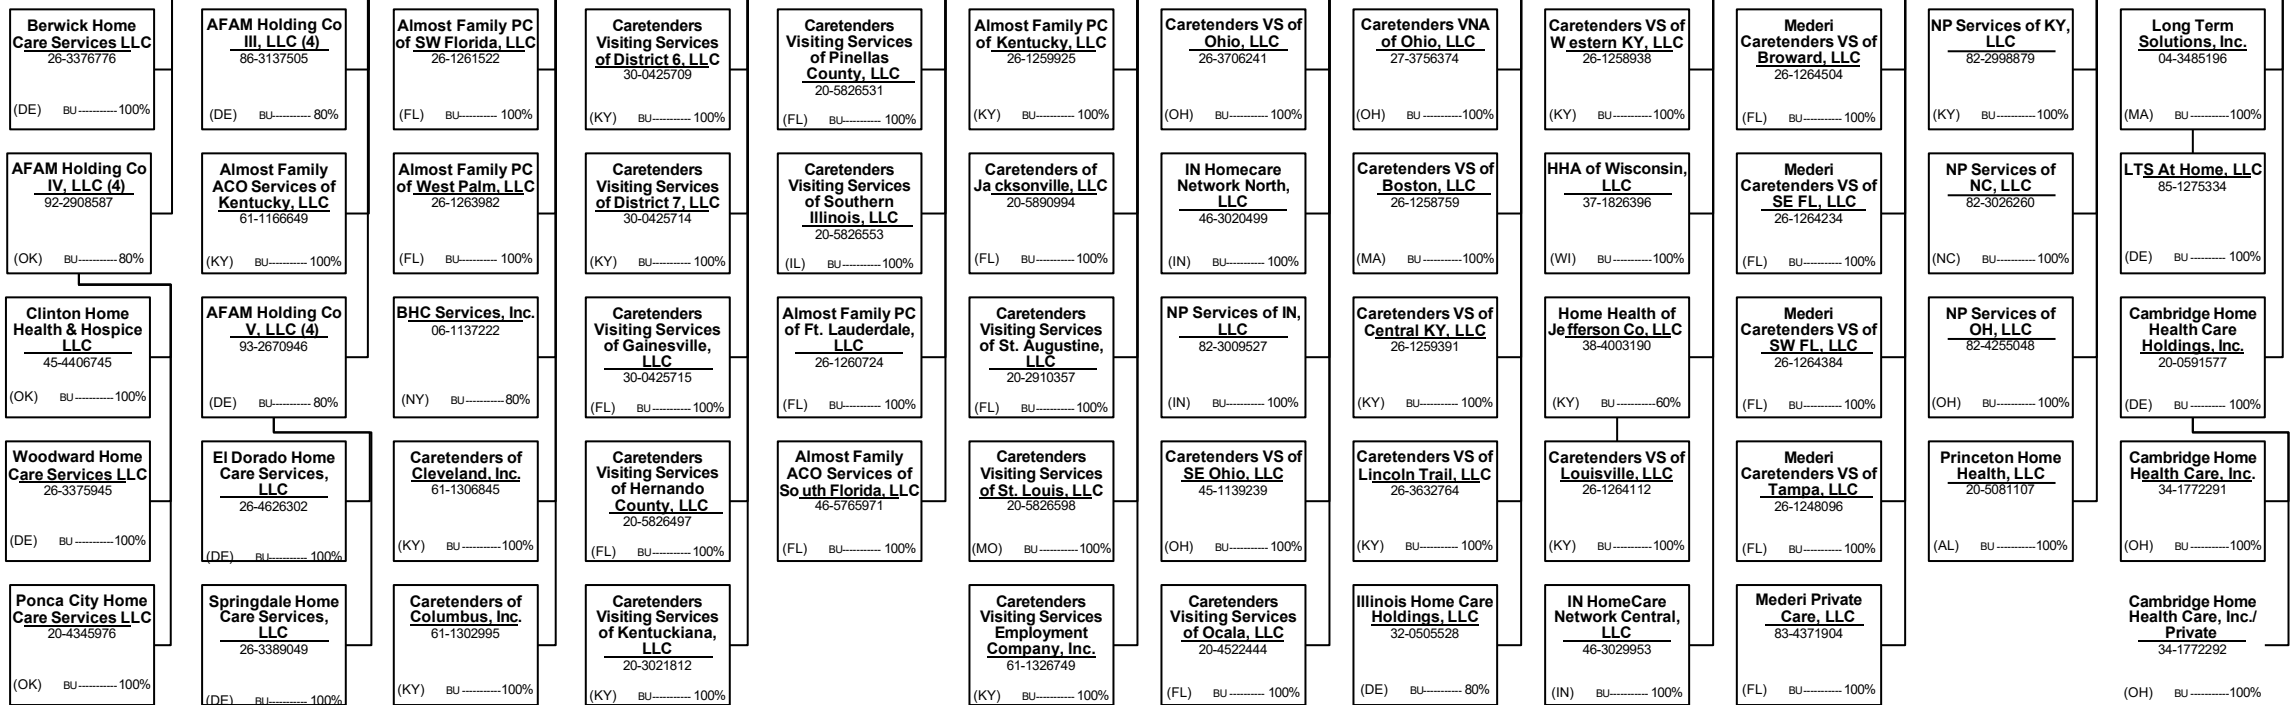 Berwick Home
Care Services LLC
26-3376776
(DE) BU-----------100%
AFAM Holding Co
IV, LLC (4)
92-2908587
(OK) BU-----------80%
Clinton Home
Health & Hospice
LLC
45-4406745
(OK) BU-----------100%
Woodward Home
Care Services LLC
26-3375945
(DE) BU-----------100%
Ponca City Home
Care Services LLC
20-4345976
(OK) BU-----------100%
AFAM Holding Co
III, LLC (4)
86-3137505
(DE) BU----------- 80%
Almost Family
ACO Services of
Kentucky, LLC
61-1166649
(KY) BU----------- 100%
AFAM Holding Co
V, LLC (4)
93-2670946
(DE) BU----------- 80%
El Dorado Home
Care Services,
LLC
26-4626302
(DE) BU----------- 100%
Springdale Home
Care Services,
LLC
26-3389049
(DE) BU----------- 100%
Almost Family PC
of SW Florida, LLC
26-1261522
(FL) BU----------- 100%
Almost Family PC
of West Palm, LLC
26-1263982
(FL) BU----------- 100%
BHC Services, Inc.
06-1137222
(NY) BU-----------80%
Caretenders of
Cleveland, Inc.
61-1306845
(KY) BU-----------100%
Caretenders of
Columbus, Inc.
61-1302995
(KY) BU-----------100%
Caretenders
Visiting Services
of District 6, LLC
30-0425709
(KY) BU----------- 100%
Caretenders
Visiting Services
of District 7, LLC
30-0425714
(KY) BU----------- 100%
Caretenders
Visiting Services
of Gainesville,
LLC
30-0425715
(FL) BU----------- 100%
Caretenders
Visiting Services
of Hernando
County, LLC
20-5826497
(FL) BU----------- 100%
Caretenders
Visiting Services
of Kentuckiana,
LLC
20-3021812
(KY) BU----------- 100%
Caretenders
Visiting Services
of Pinellas
County, LLC
20-5826531
(FL) BU----------- 100%
Caretenders
Visiting Services
of Southern
Illinois, LLC
20-5826553
(IL) BU-----------100%
Almost Family PC
of Ft. Lauderdale,
LLC
26-1260724
(FL) BU----------- 100%
Almost Family
ACO Services of
South Florida, LLC
46-5765971
(FL) BU----------- 100%
Almost Family PC
of Kentucky, LLC
26-1259925
(KY) BU----------- 100%
Caretenders of
Jacksonville, LLC
20-5890994
(FL) BU----------- 100%
Caretenders
Visiting Services
of St. Augustine,
LLC
20-2910357
(FL) BU----------- 100%
Caretenders
Visiting Services
of St. Louis, LLC
20-5826598
(MO) BU----------- 100%
Caretenders
Visiting Services
Employment
Company, Inc.
61-1326749
(KY) BU----------- 100%
Caretenders VS of
Ohio, LLC
26-3706241
(OH) BU----------- 100%
IN Homecare
Network North,
LLC
46-3020499
(IN) BU----------- 100%
NP Services of IN,
LLC
82-3009527
(IN) BU----------- 100%
Caretenders VS of
SE Ohio, LLC
45-1139239
(OH) BU----------- 100%
Caretenders
Visiting Services
of Ocala, LLC
20-4522444
(FL) BU----------- 100%
Caretenders VNA
of Ohio, LLC
27-3756374
(OH) BU -----------100%
Caretenders VS of
Boston, LLC
26-1258759
(MA) BU-----------100%
Caretenders VS of
Central KY, LLC
26-1259391
(KY) BU----------- 100%
Caretenders VS of
Lincoln Trail, LLC
26-3632764
(KY) BU----------- 100%
Illinois Home Care
Holdings, LLC
32-0505528
(DE) BU----------- 80%
Caretenders VS of
Western KY, LLC
26-1258938
(KY) BU----------- 100%
HHA of Wisconsin,
LLC
37-1826396
(WI) BU----------- 100%
Home Health of
Jefferson Co, LLC
38-4003190
(KY) BU -----------60%
Caretenders VS of
Louisville, LLC
26-1264112
(KY) BU----------- 100%
IN HomeCare
Network Central,
LLC
46-3029953
(IN) BU----------- 100%
Mederi
Caretenders VS of
Broward, LLC
26-1264504
(FL) BU -----------100%
Mederi
Caretenders VS of
SE FL, LLC
26-1264234
(FL) BU -----------100%
Mederi
Caretenders VS of
SW FL, LLC
26-1264384
(FL) BU -----------100%
Mederi
Caretenders VS of
Tampa, LLC
26-1248096
(FL) BU -----------100%
Mederi Private
Care, LLC
83-4371904
(FL) BU -----------100%
NP Services of KY,
LLC
82-2998879
(KY) BU----------- 100%
NP Services of
NC, LLC
82-3026260
(NC) BU----------- 100%
NP Services of
OH, LLC
82-4255048
(OH) BU----------- 100%
Princeton Home
Health, LLC
20-5081107
(AL) BU -----------100%
Long Term
Solutions, Inc.
04-3485196
(MA) BU -----------100%
LTS At Home, LLC
85-1275334
(DE) BU ----------- 100%
Cambridge Home
Health Care
Holdings, Inc.
20-0591577
(DE) BU ----------- 100%
Cambridge Home
Health Care, Inc.
34-1772291
(OH) BU -----------100%
Cambridge Home
Health Care, Inc./
Private
34-1772292
(OH) BU -----------100%